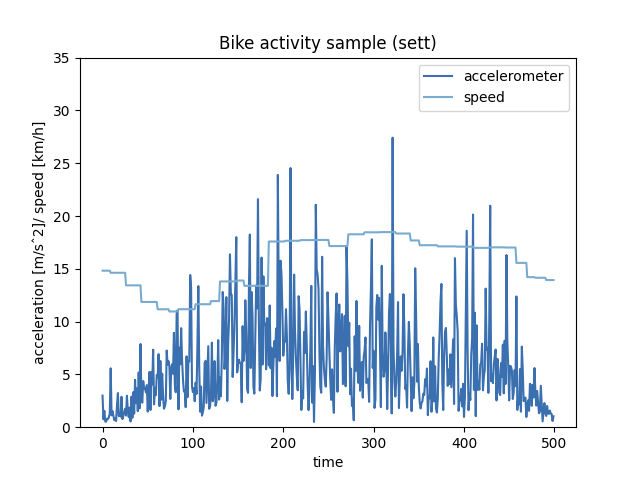 Bike activity sample (sett)
35
30
25
20
15
10
5
0
acceleration [m/s^2]/ speed [km/h]
accelerometer
speed
0
100
200
300
400
500
time